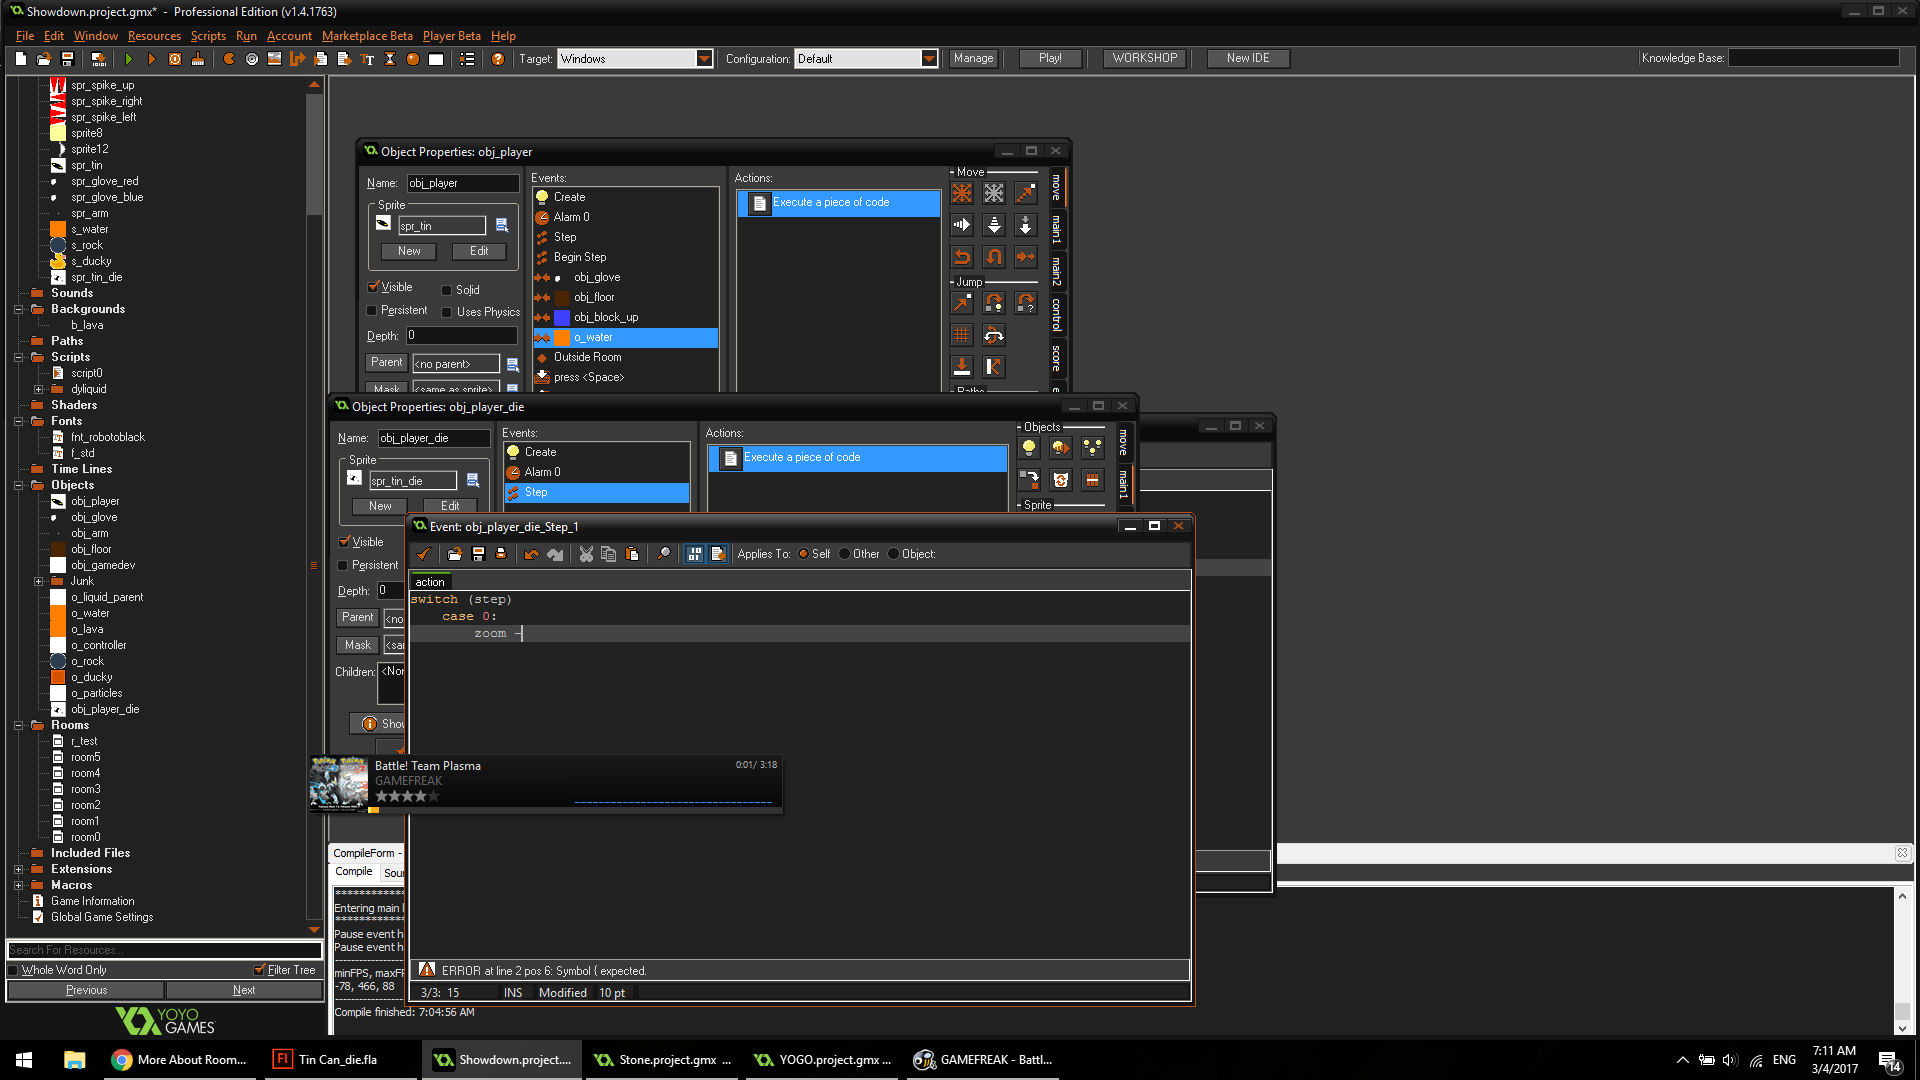 Showdown.project.gmx* - Professional Edition (v1.4.1763)
File Edit Window Resources Scripts Run Account Marketplace Beta Player Beta Help
Target: Windows Configuration: Default Manage Play! WORKSHOP New IDE Knowledge Base:
spr_spike_up
spr_spike_right
spr_spike_left
sprite8
sprite12
spr_tin
spr_glove_red
spr_glove_blue
spr_arm
s_water
s_rock
s_ducky
spr_tin_die
Sounds
Backgrounds
b_lava
Paths
Scripts
script0
dyliquid
Shaders
Fonts
fnt_robotoblack
f_std
Time Lines
Objects
obj_player
obj_glove
obj_arm
obj_floor
obj_gamedev
Junk
o_liquid_parent
o_water
o_lava
o_controller
o_rock
o_ducky
o_particles
obj_player_die
Rooms
r_test
room5
room4
room3
room2
room1
room0
Included Files
Extensions
Macros
Game Information
Global Game Settings
Search For Resources...
Whole Word Only Filter Tree
Previous Next
YOYO
GAMES
Object Properties: obj_player
Name: obj_player
Sprite
spr_tin
New Edit
Visible Solid
Persistent Uses Physics
Depth: 0
Parent <no parent>
Mask <same as sprite>
Events:
Create
Alarm 0
Step
Begin Step
obj_glove
obj_floor
obj_block_up
o_water
Outside Room
press <Space>
Actions:
Execute a piece of code
Move
Jump
Paths
move
main1
main2
control
score
Object Properties: obj_player_die
Name: obj_player_die
Sprite
spr_tin_die
New Edit
Visible
Persistent
Depth: 0
Parent <no
Mask <sa
Children: <Nor
Show
Events:
Create
Alarm 0
Step
Actions:
Execute a piece of code
Objects
Sprite
move
main1
Event: obj_player_die_Step_1
Applies To: Self Other Object:
action
switch (step)
case 0:
zoom -
ERROR at line 2 pos 6: Symbol { expected.
3/3: 15 INS Modified 10 pt
Battle! Team Plasma 0:01/ 3:18
GAMEFREAK
CompileForm -
Compile Sour
Entering main l
Pause event h
Pause event h
minFPS, maxFP
-78, 466, 88
Compile finished: 7:04:56 AM
More About Room... Tin Can_die.fla Showdown.project.... Stone.project.gmx ... YOGO.project.gmx ... GAMEFREAK - Battl...
ENG
7:11 AM
3/4/2017
14